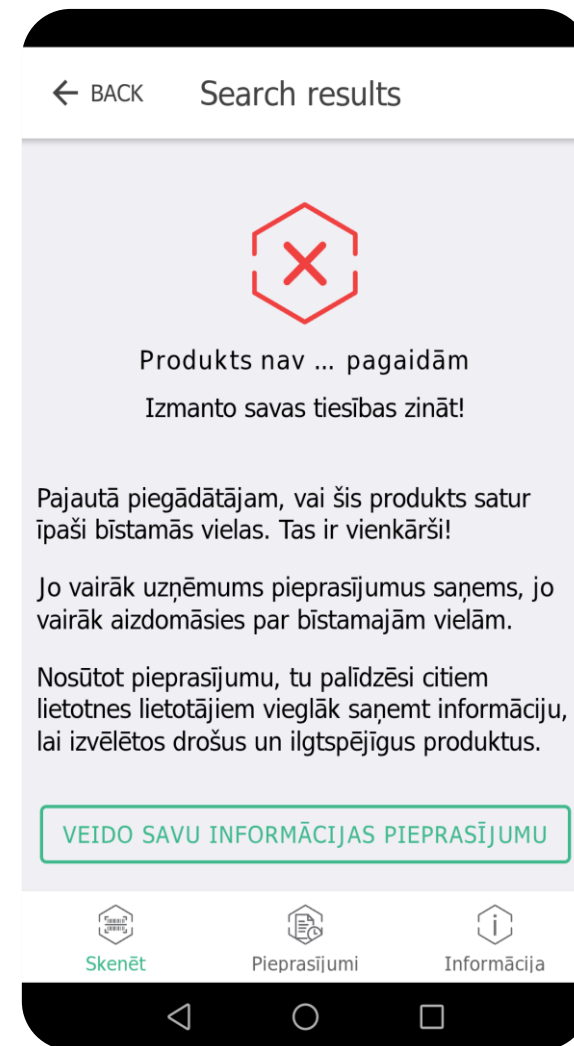 BACK Search results
Produkts nav ... pagaidām
Izmanto savas tiesības zināt!
Pajautā piegādātājam, vai šis produkts satur
īpaši bīstamās vielas. Tas ir vienkārši!
Jo vairāk uzņēmums pieprasījumus saņems, jo
vairāk aizdomāsies par bīstamajām vielām.
Nosūtot pieprasījumu, tu palīdzēsi citiem
lietotnes lietotājiem vieglāk saņemt informāciju,
lai izvēlētos drošus un ilgtspējīgus produktus.
VEIDO SAVU INFORMĀCIJAS PIEPRASĪJUMU
Skenēt Pieprasījumi Informācija